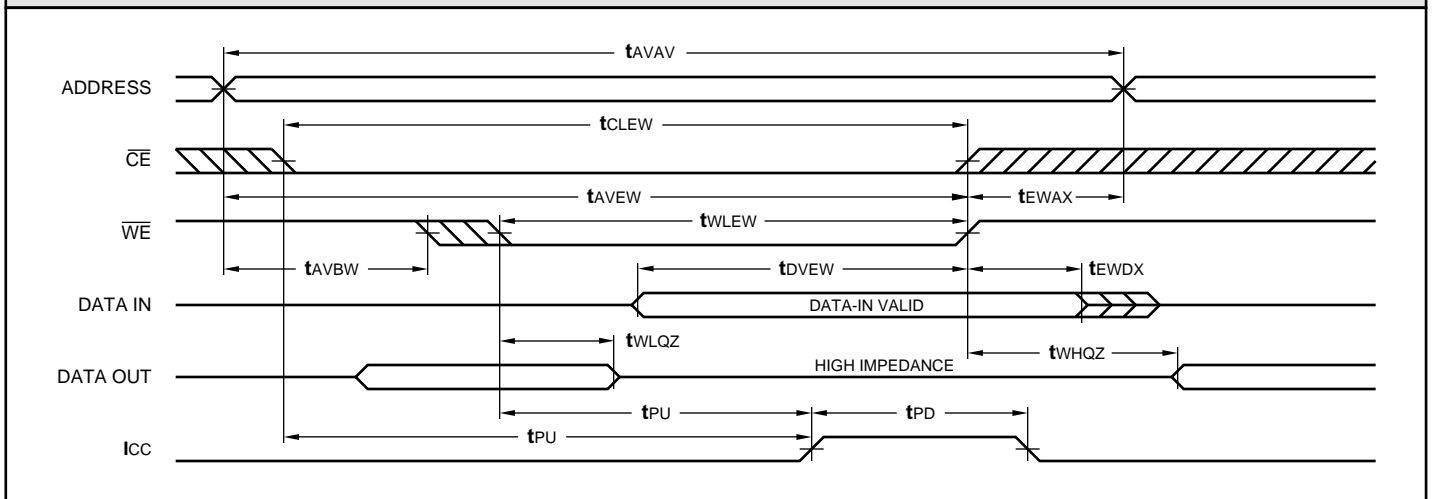 tAVAV
ADDRESS
tCLEW
CE
tAVEW
tEWAX
WE
tWLEW
tAVBW
tDVEW
tEWDX
DATA IN
DATA-IN VALID
tWLQZ
tWHQZ
DATA OUT
HIGH IMPEDANCE
tPU
tPD
tPU
ICC